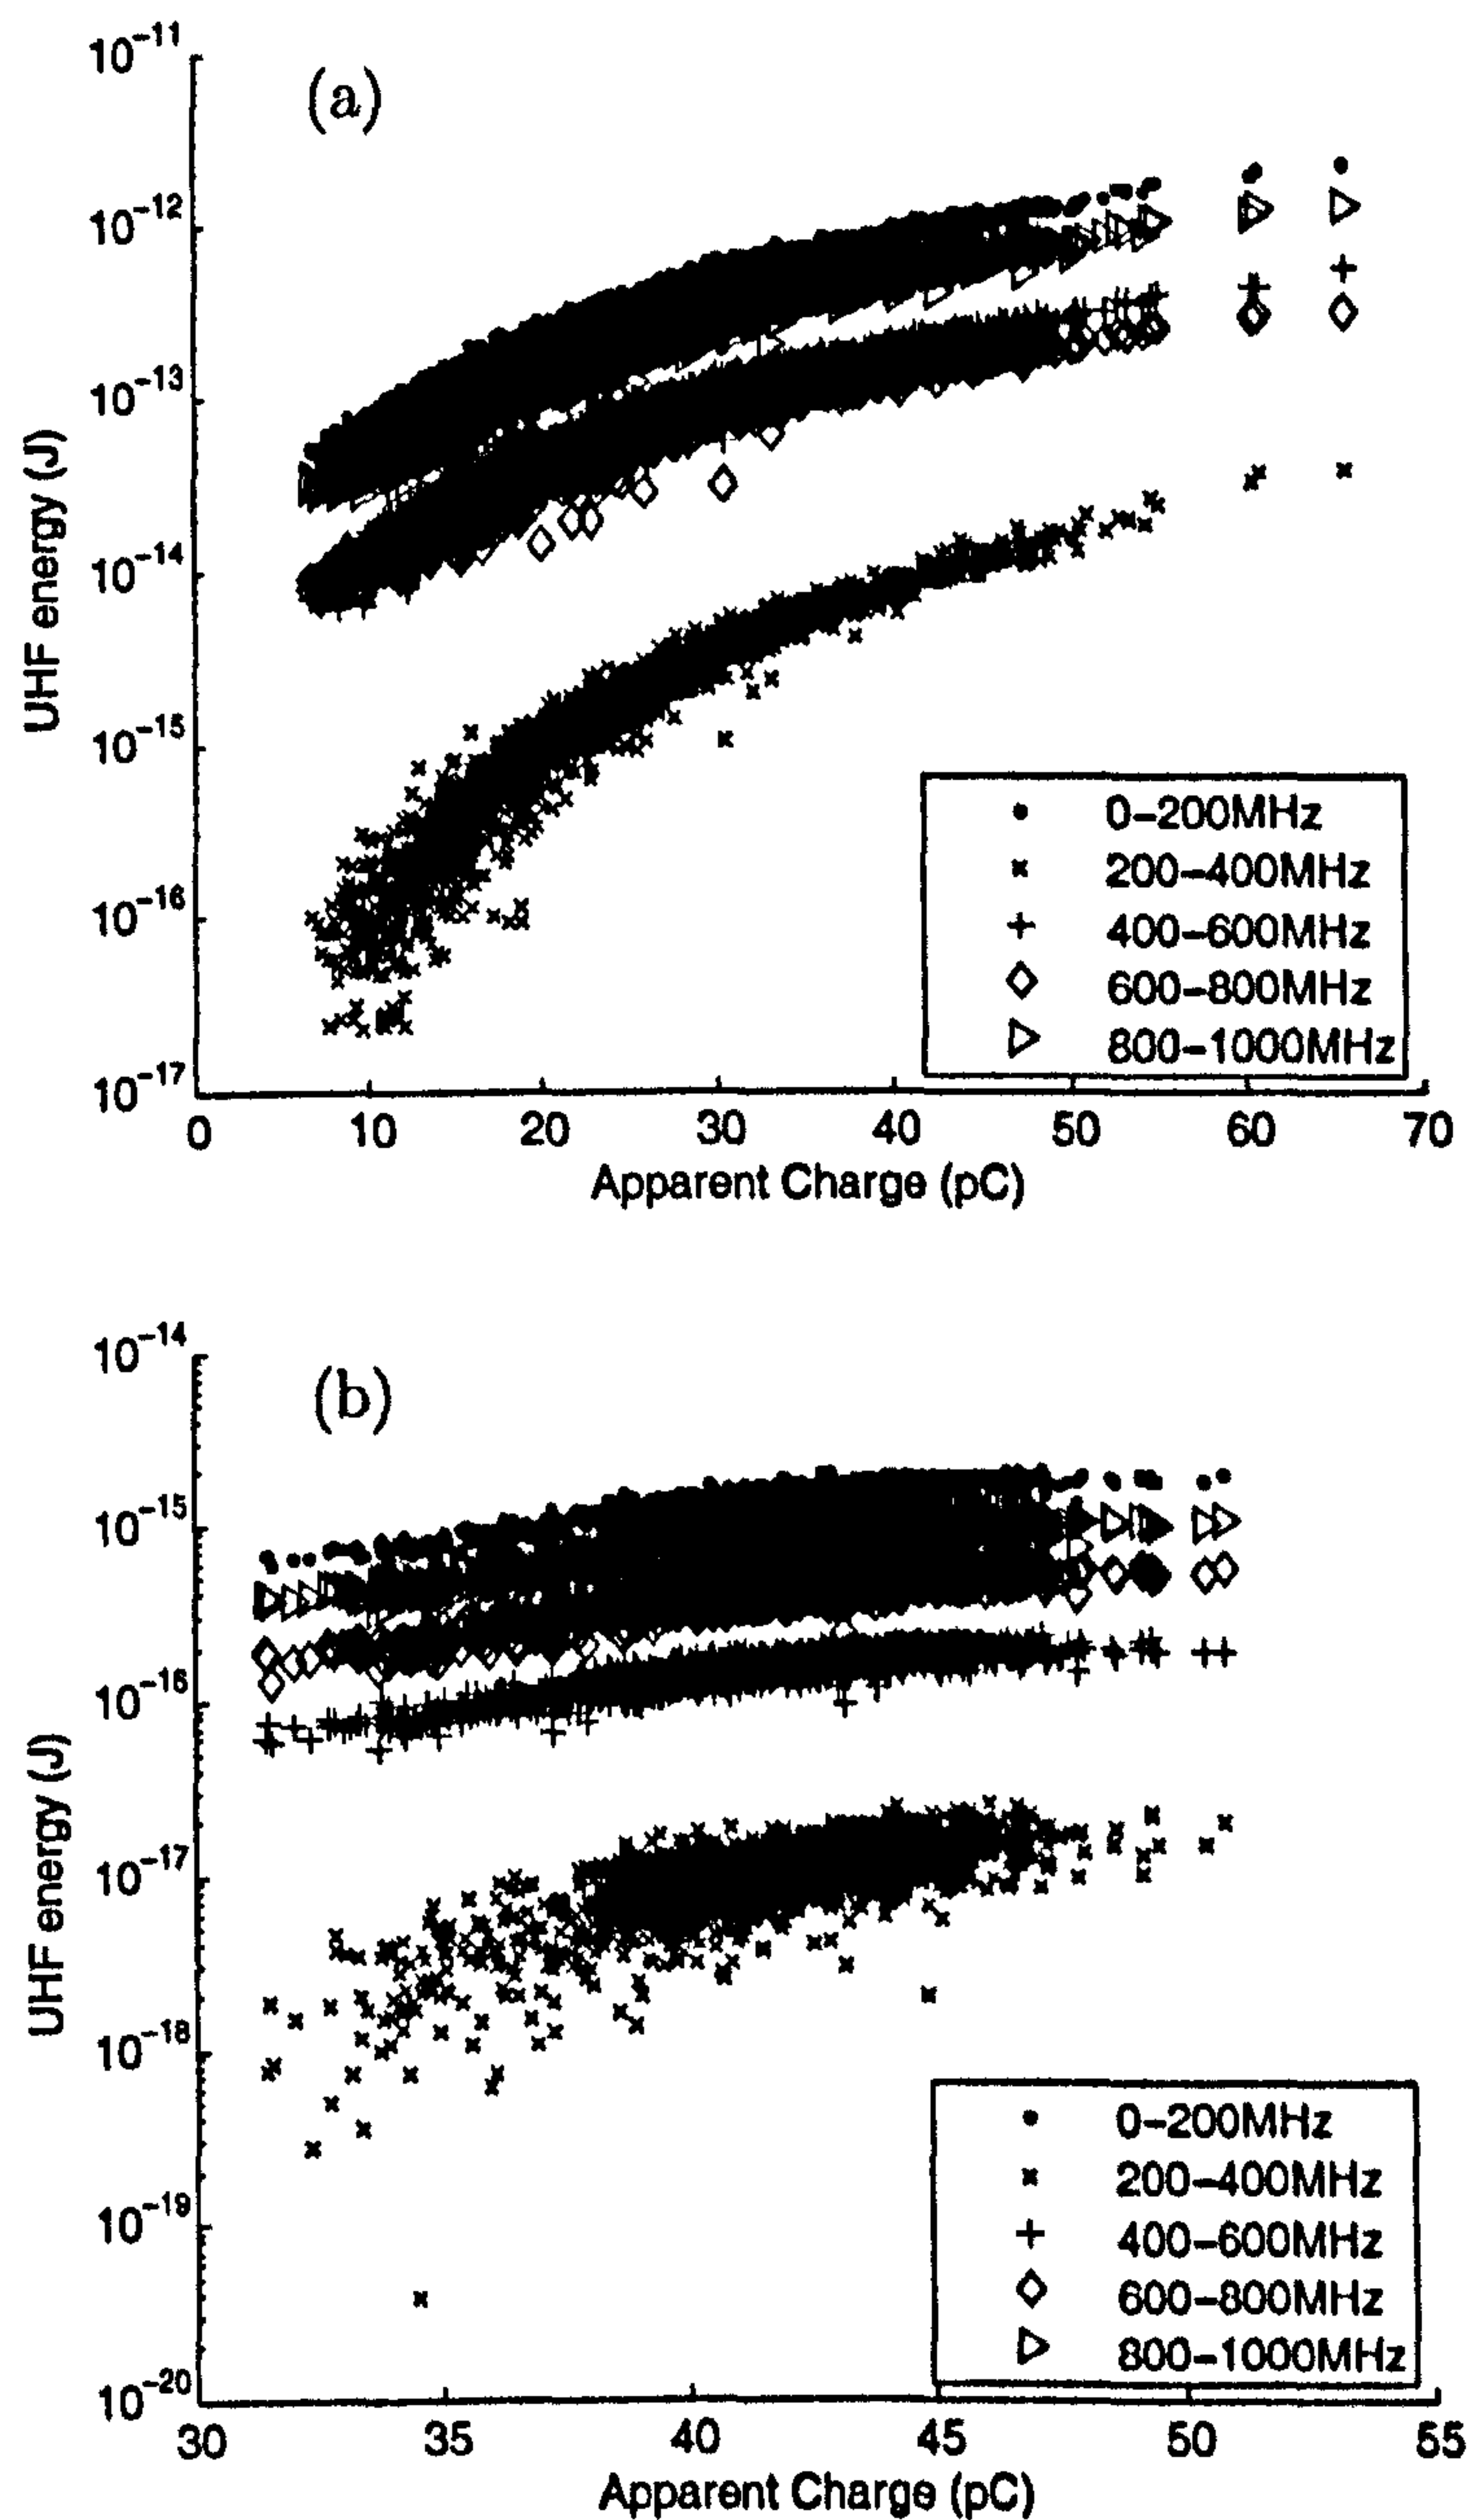 (a)
10^-11
10^-12
10^-13
10^-14
10^-15
10^-16
10^-17
UHF energy (J)
0-200MHz
200-400MHz
400-600MHz
600-800MHz
800-1000MHz
0 10 20 30 40 50 60 70
Apparent Charge (pC)
(b)
10^-14
10^-15
10^-16
10^-17
10^-18
10^-19
10^-20
UHF energy (J)
0-200MHz
200-400MHz
400-600MHz
600-800MHz
800-1000MHz
30 35 40 45 50 55
Apparent Charge (pC)